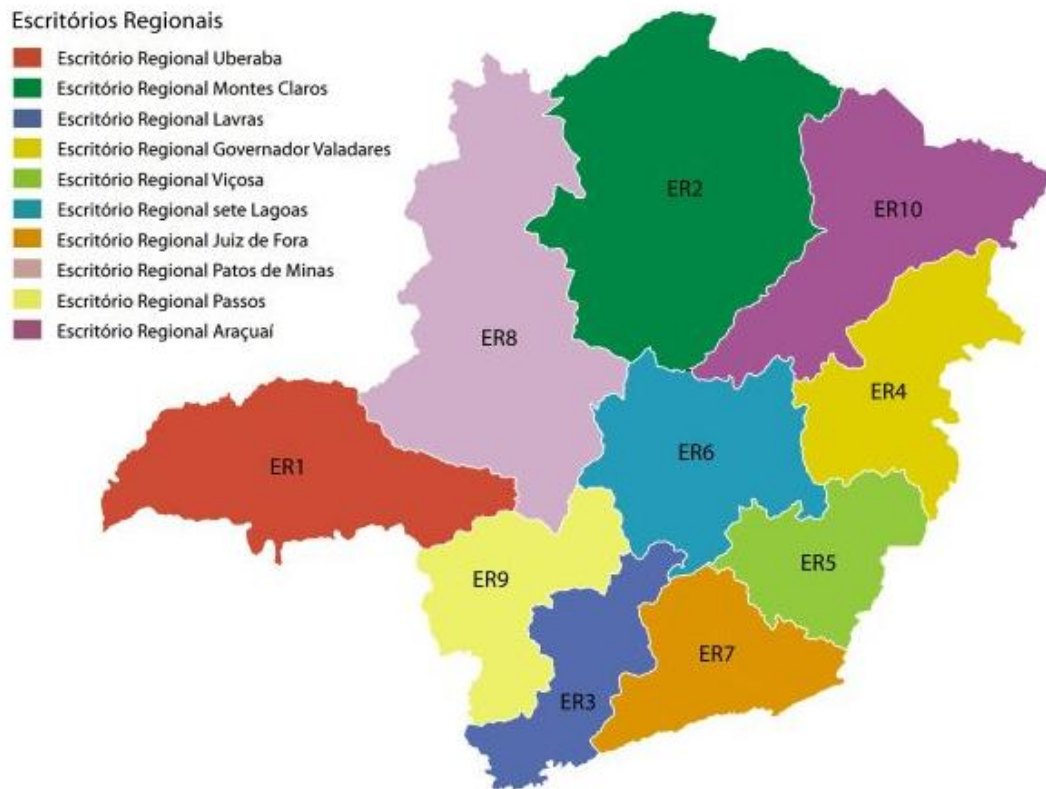 Escritórios Regionais
Escritório Regional Uberaba
Escritório Regional Montes Claros
Escritório Regional Lavras
Escritório Regional Governador Valadares
Escritório Regional Viçosa
Escritório Regional sete Lagoas
Escritório Regional Juiz de Fora
Escritório Regional Patos de Minas
Escritório Regional Passos
Escritório Regional Araçuaí
ER2
ER10
ER8
ER4
ER6
ER1
ER5
ER9
ER7
ER3